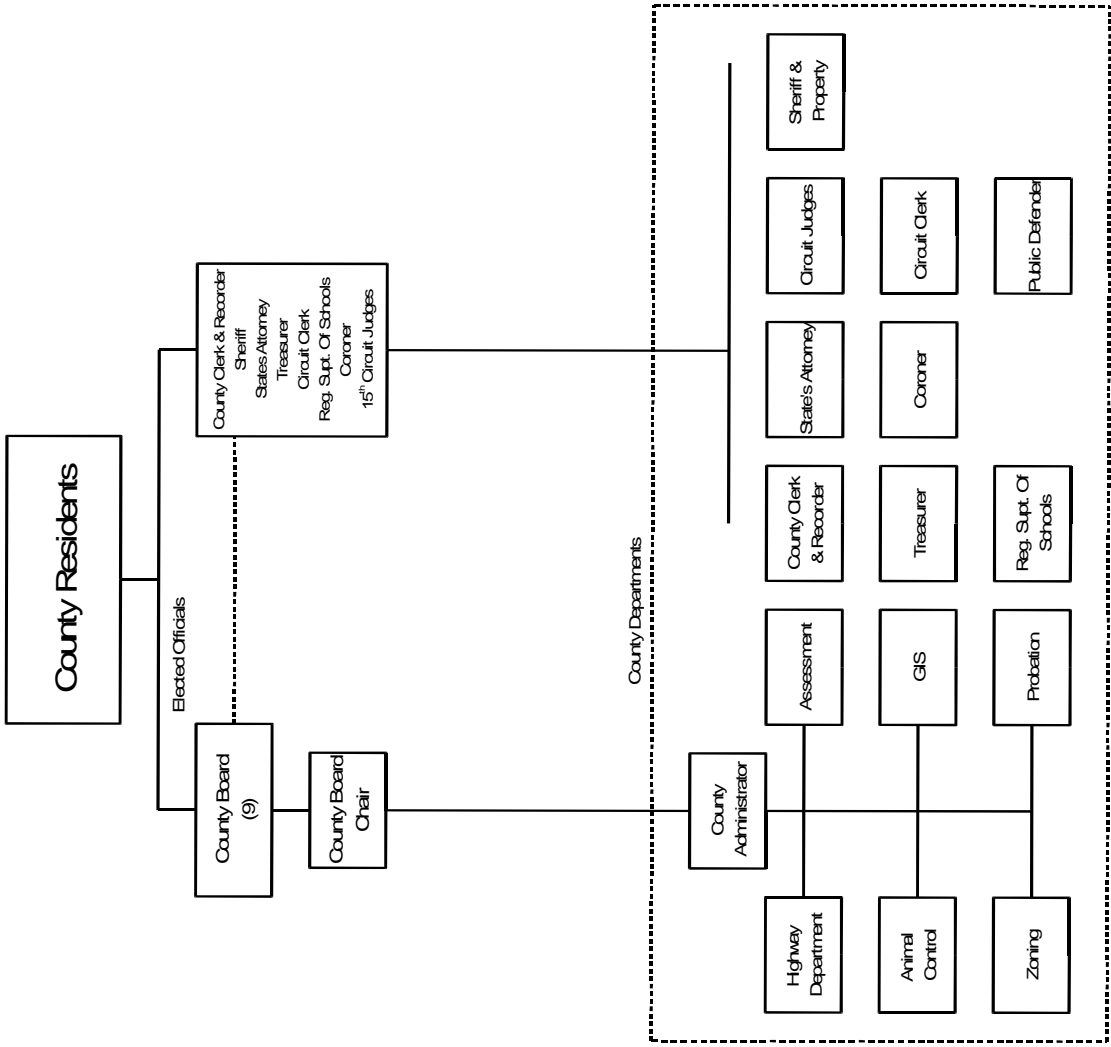 County Residents
Elected Officials
County Board
(9)
County Board
Chair
County Clerk & Recorder
Sheriff
States Attorney
Treasurer
Circuit Clerk
Reg. Supt. Of Schools
Coroner
15th Circuit Judges
County Departments
County
Administrator
Highway
Department
Assessment
County Clerk
& Recorder
State's Attorney
Circuit Judges
Sheriff &
Property
Animal
Control
GIS
Treasurer
Coroner
Circuit Clerk
Zoning
Probation
Reg. Supt. Of
Schools
Public Defender